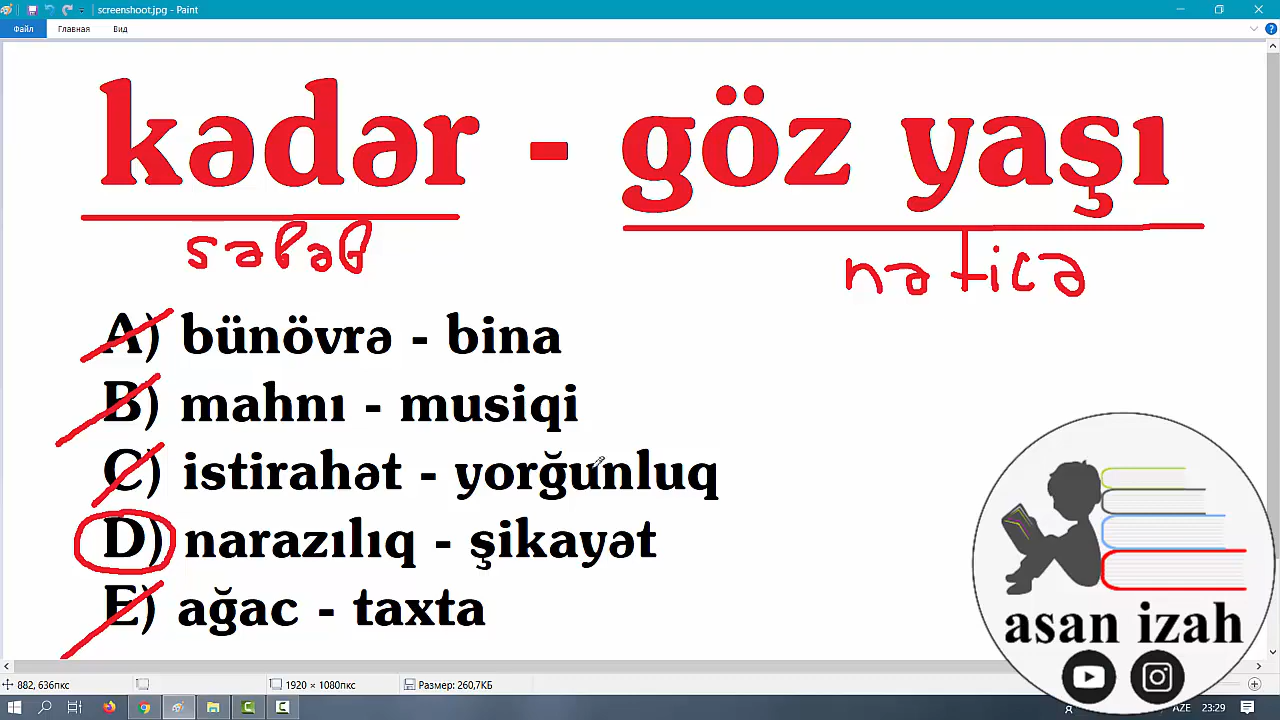 screenshoot.jpg - Paint
Файл Главная Вид
kədər - göz yaşı
səbəb nəticə
A) bünövrə - bina
B) mahnı - musiqi
C) istirahət - yorğunluq
D) narazılıq - şikayət
E) ağac - taxta
asan izah
882, 636пкс 1920 × 1080пкс Размер: 260,7КБ
AZE 23:29